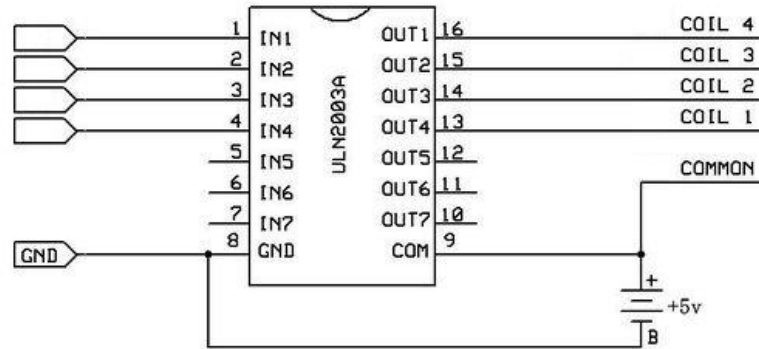 1 IN1 OUT1 16 COIL 4
2 IN2 OUT2 15 COIL 3
3 IN3 OUT3 14 COIL 2
4 IN4 OUT4 13 COIL 1
5 IN5 OUT5 12
6 IN6 OUT6 11
7 IN7 OUT7 10
GND 8 GND COM 9
ULN2003A
COMMON
+
+5v
B